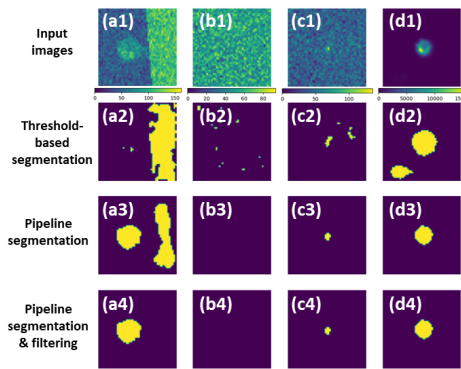 Input
images
(a1) (b1) (c1) (d1)
0 50 100 150 0 20 40 60 80 0 50 100 0 5000 10000
Threshold-
based
segmentation
(a2) (b2) (c2) (d2)
Pipeline
segmentation
(a3) (b3) (c3) (d3)
Pipeline
segmentation
& filtering
(a4) (b4) (c4) (d4)